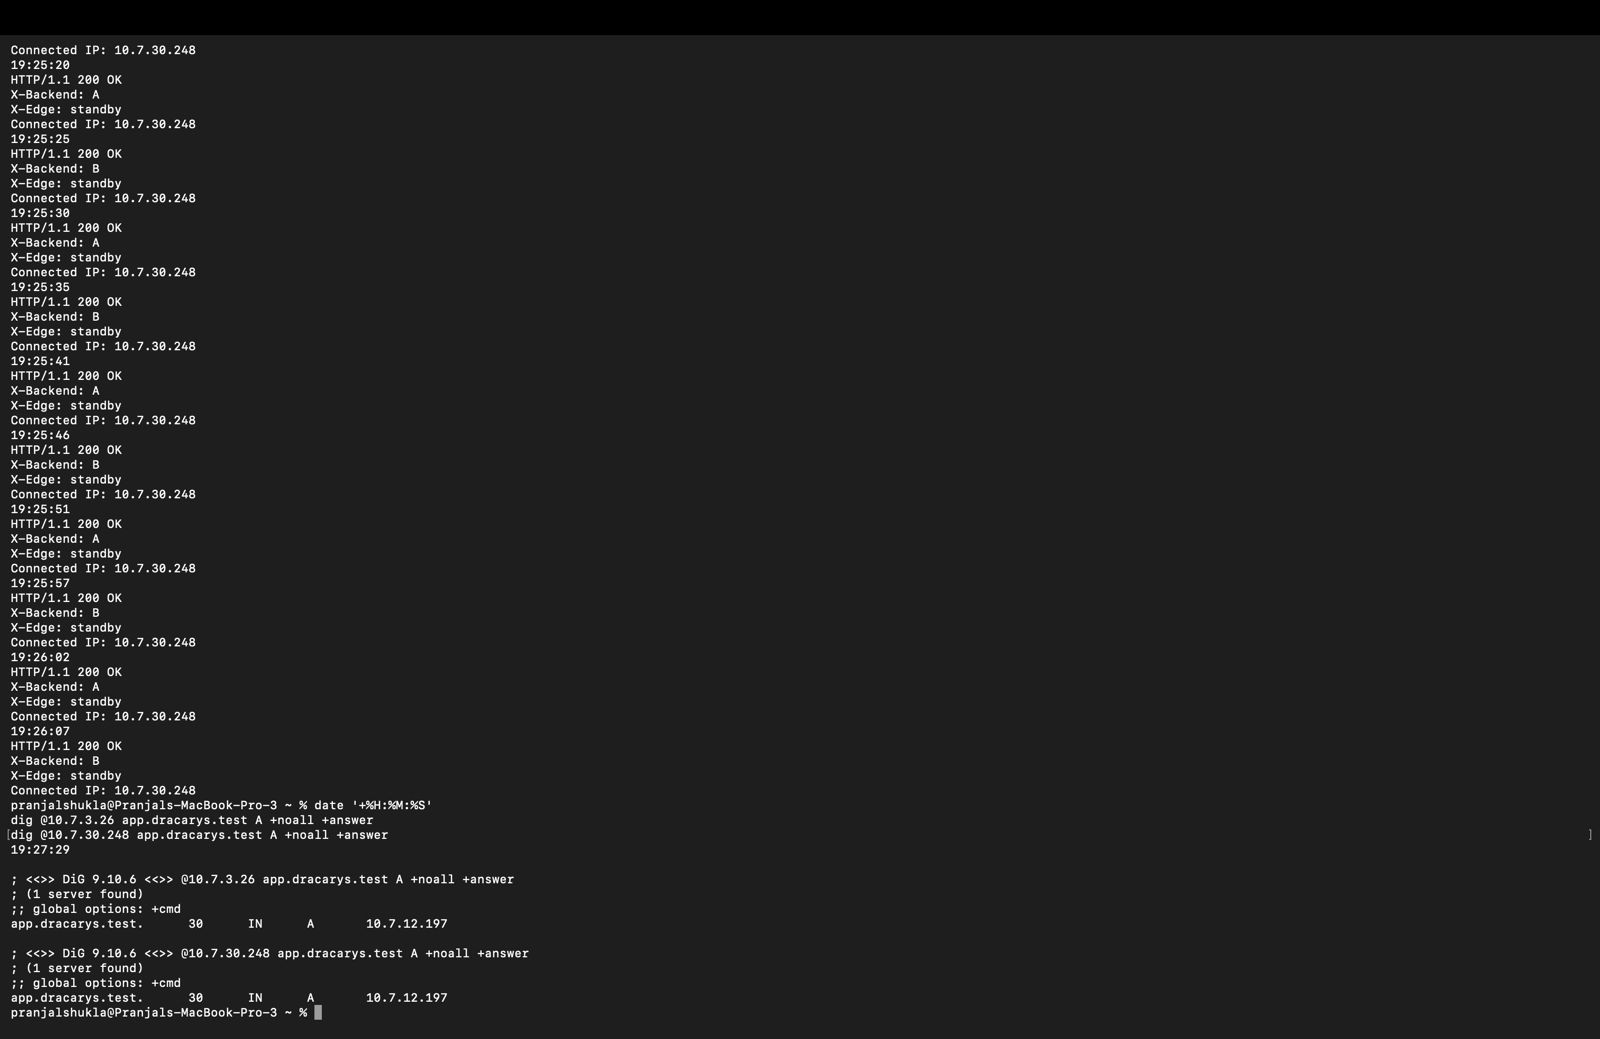 Connected IP: 10.7.30.248
19:25:20
HTTP/1.1 200 OK
X-Backend: A
X-Edge: standby
Connected IP: 10.7.30.248
19:25:25
HTTP/1.1 200 OK
X-Backend: B
X-Edge: standby
Connected IP: 10.7.30.248
19:25:30
HTTP/1.1 200 OK
X-Backend: A
X-Edge: standby
Connected IP: 10.7.30.248
19:25:35
HTTP/1.1 200 OK
X-Backend: B
X-Edge: standby
Connected IP: 10.7.30.248
19:25:41
HTTP/1.1 200 OK
X-Backend: A
X-Edge: standby
Connected IP: 10.7.30.248
19:25:46
HTTP/1.1 200 OK
X-Backend: B
X-Edge: standby
Connected IP: 10.7.30.248
19:25:51
HTTP/1.1 200 OK
X-Backend: A
X-Edge: standby
Connected IP: 10.7.30.248
19:25:57
HTTP/1.1 200 OK
X-Backend: B
X-Edge: standby
Connected IP: 10.7.30.248
19:26:02
HTTP/1.1 200 OK
X-Backend: A
X-Edge: standby
Connected IP: 10.7.30.248
19:26:07
HTTP/1.1 200 OK
X-Backend: B
X-Edge: standby
Connected IP: 10.7.30.248
pranjalshukla@Pranjals-MacBook-Pro-3 ~ % date '+%H:%M:%S'
dig @10.7.3.26 app.dracarys.test A +noall +answer
[dig @10.7.30.248 app.dracarys.test A +noall +answer ]
19:27:29
; <<>> DiG 9.10.6 <<>> @10.7.3.26 app.dracarys.test A +noall +answer
; (1 server found)
;; global options: +cmd
app.dracarys.test. 30 IN A 10.7.12.197
; <<>> DiG 9.10.6 <<>> @10.7.30.248 app.dracarys.test A +noall +answer
; (1 server found)
;; global options: +cmd
app.dracarys.test. 30 IN A 10.7.12.197
pranjalshukla@Pranjals-MacBook-Pro-3 ~ %